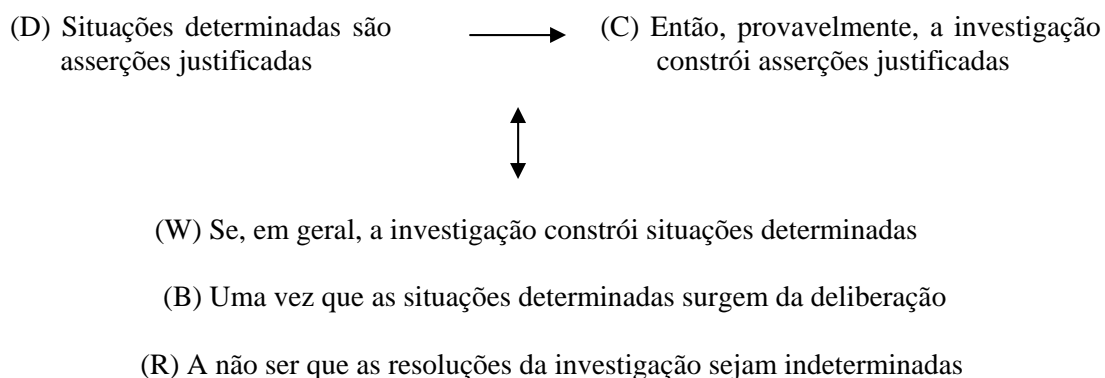 (D) Situações determinadas são
asserções justificadas
(C) Então, provavelmente, a investigação
constrói asserções justificadas
(W) Se, em geral, a investigação constrói situações determinadas
(B) Uma vez que as situações determinadas surgem da deliberação
(R) A não ser que as resoluções da investigação sejam indeterminadas